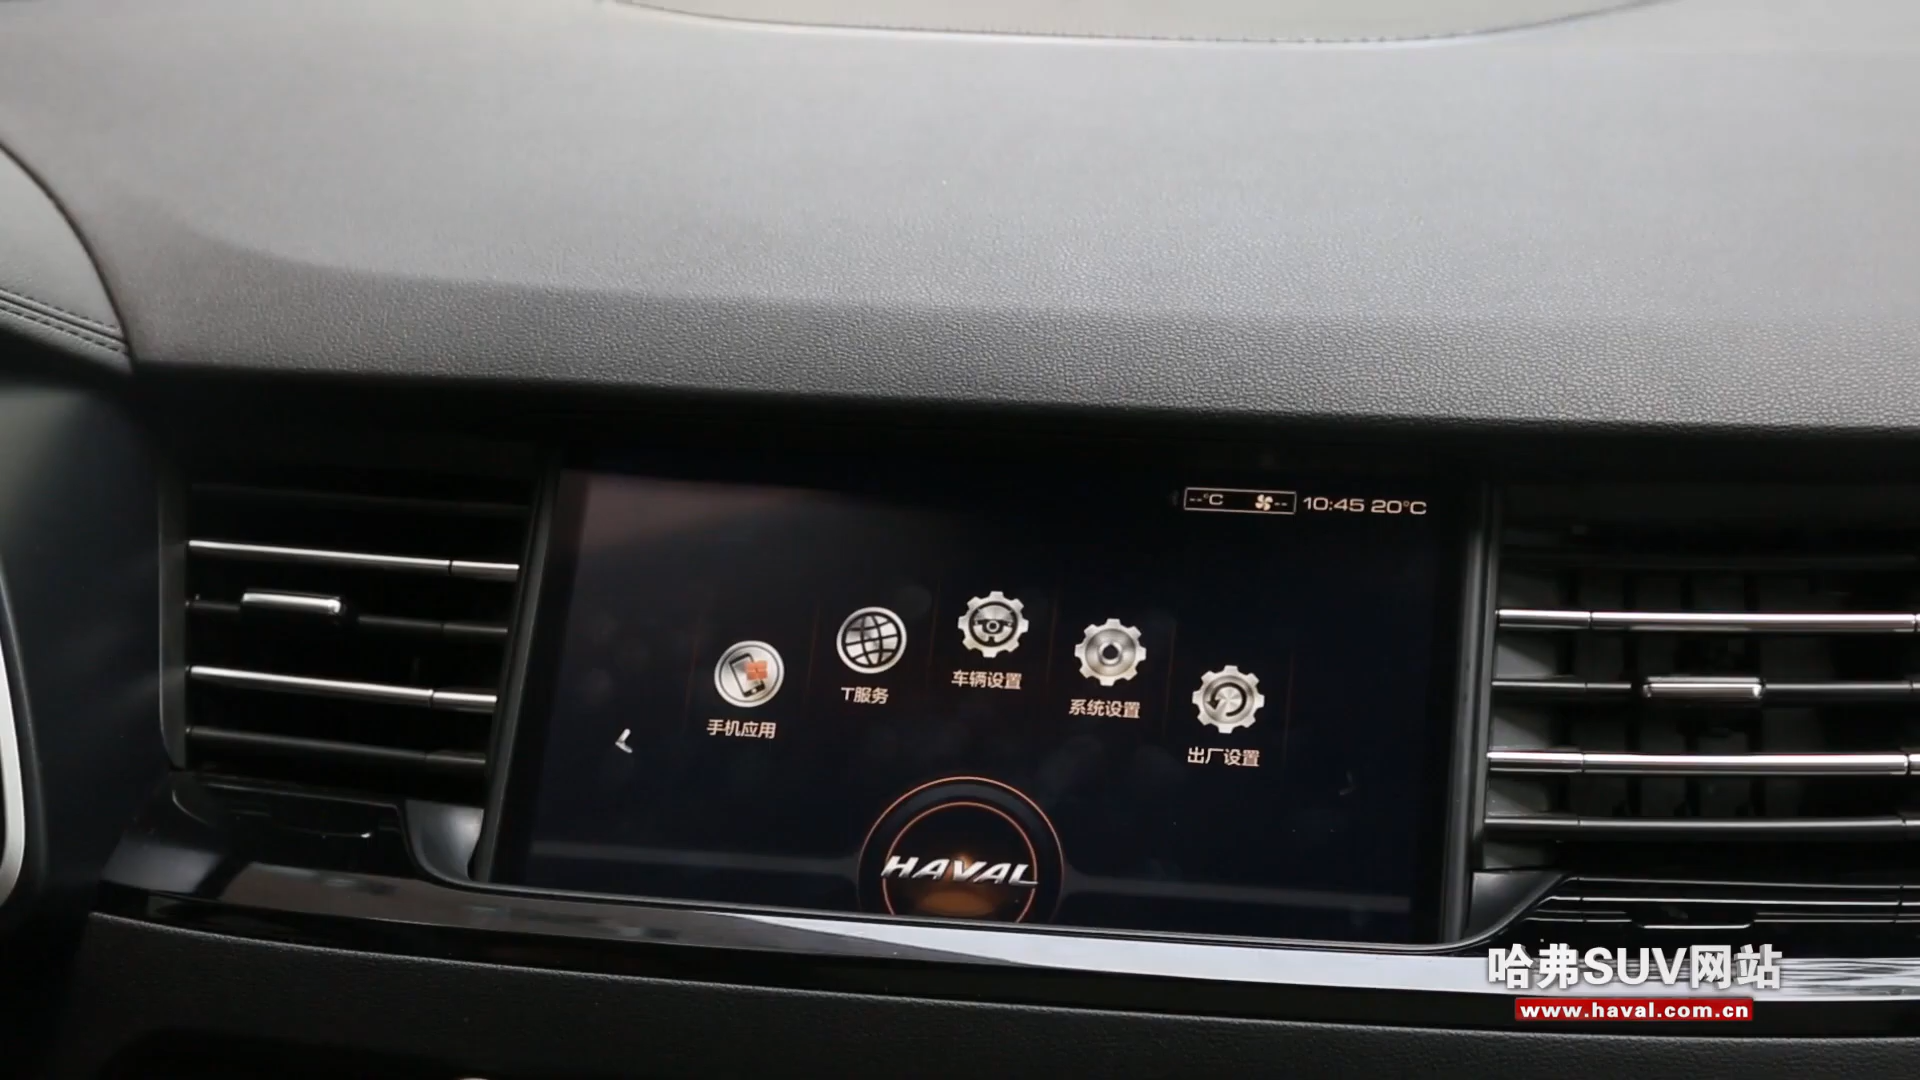 --°C -- 10:45 20°C
车辆设置
T服务
系统设置
手机应用
出厂设置
HAVAL
哈弗SUV网站
www.haval.com.cn